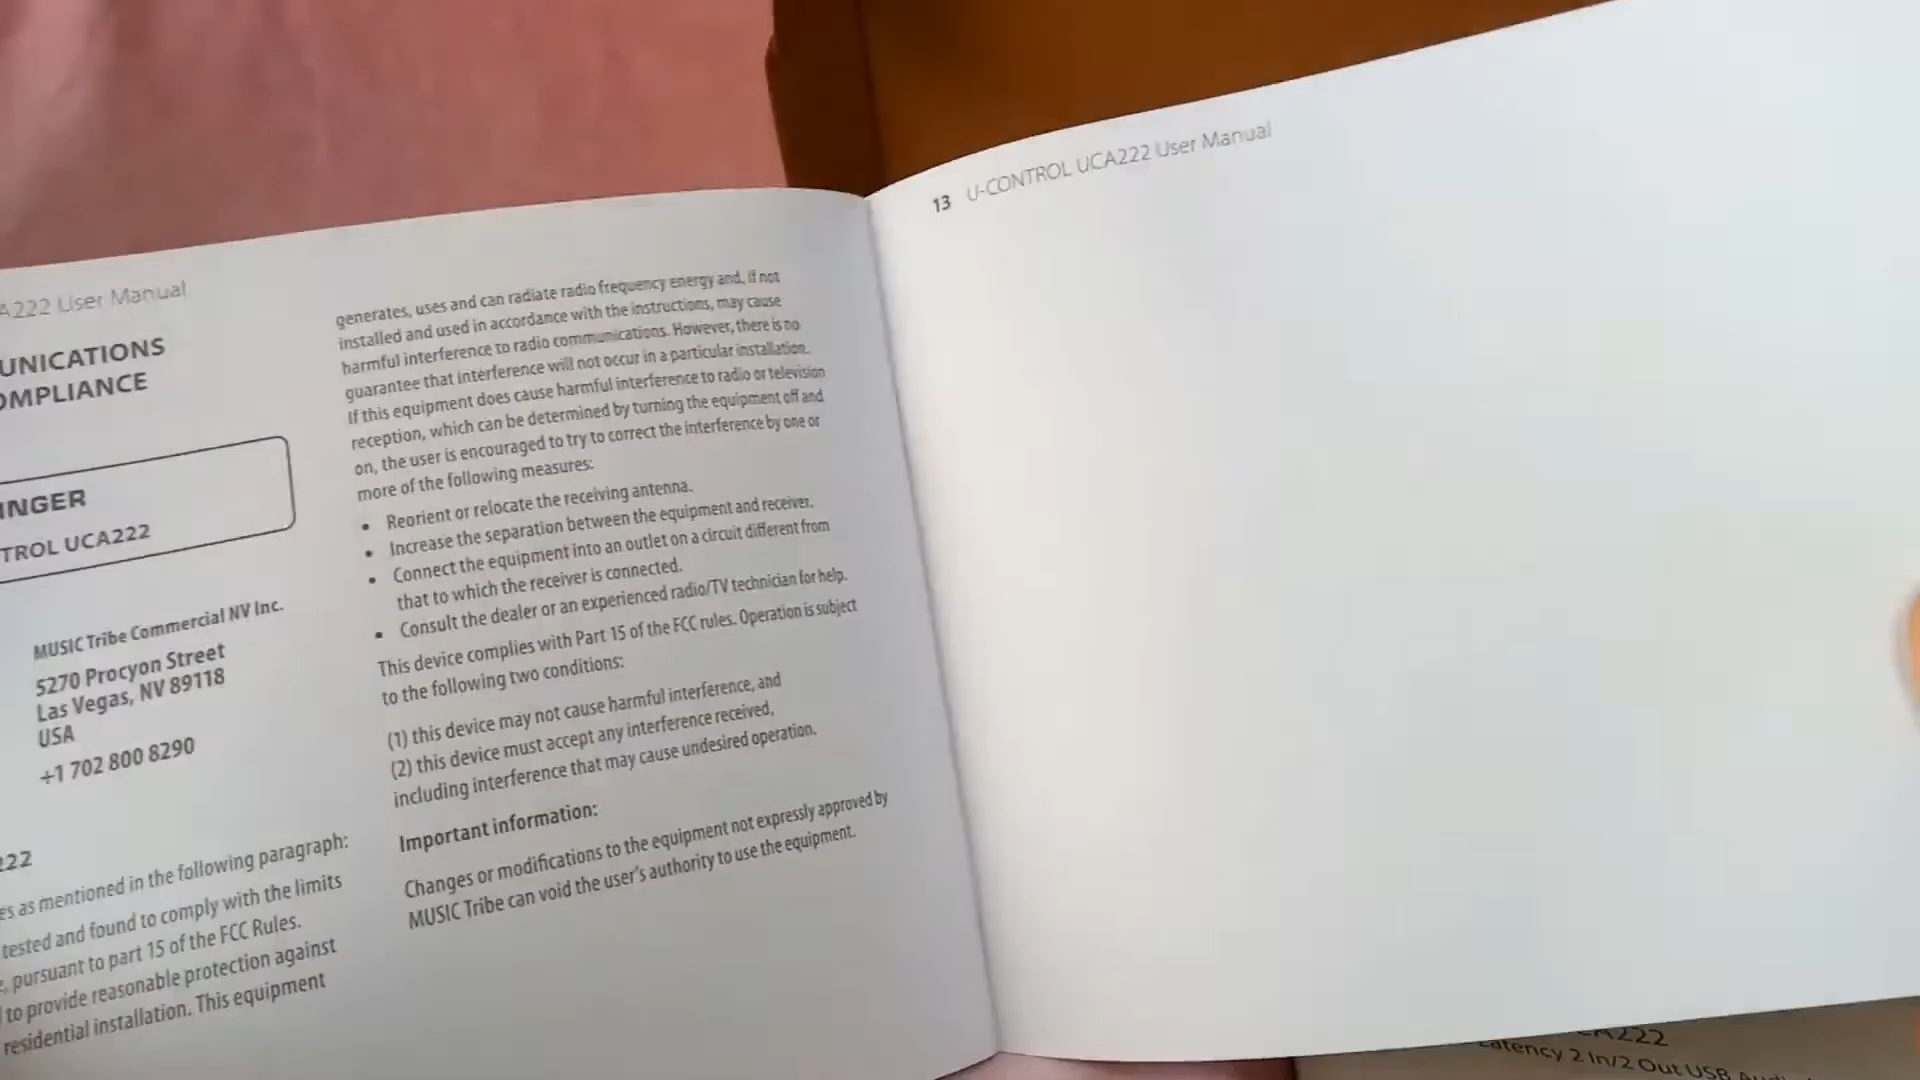 A222 User Manual
UNICATIONS
OMPLIANCE
INGER
TROL UCA222
MUSIC Tribe Commercial NV Inc.
5270 Procyon Street
Las Vegas, NV 89118
USA
+1 702 800 8290
222
es as mentioned in the following paragraph:
tested and found to comply with the limits
, pursuant to part 15 of the FCC Rules.
to provide reasonable protection against
residential installation. This equipment
generates, uses and can radiate radio frequency energy and, if not
installed and used in accordance with the instructions, may cause
harmful interference to radio communications. However, there is no
guarantee that interference will not occur in a particular installation.
If this equipment does cause harmful interference to radio or television
reception, which can be determined by turning the equipment off and
on, the user is encouraged to try to correct the interference by one or
more of the following measures:
• Reorient or relocate the receiving antenna.
• Increase the separation between the equipment and receiver.
• Connect the equipment into an outlet on a circuit different from
that to which the receiver is connected.
• Consult the dealer or an experienced radio/TV technician for help.
This device complies with Part 15 of the FCC rules. Operation is subject
to the following two conditions:
(1) this device may not cause harmful interference, and
(2) this device must accept any interference received,
including interference that may cause undesired operation.
Important information:
Changes or modifications to the equipment not expressly approved by
MUSIC Tribe can void the user's authority to use the equipment.
13 U-CONTROL UCA222 User Manual
CA222
Latency 2 In/2 Out USB